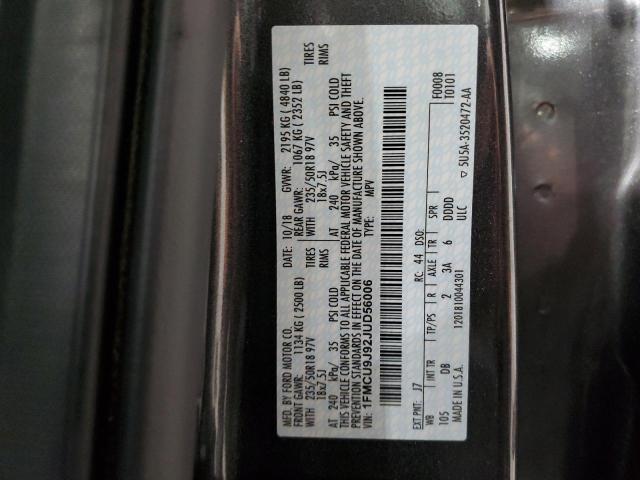 MFD. BY FORD MOTOR CO. DATE: 10/18 GVWR: 2195 KG ( 4840 LB)
FRONT GAWR: 1134 KG ( 2500 LB) REAR GAWR: 1067 KG ( 2352 LB)
WITH 235/50R18 97V TIRES WITH 235/50R18 97V TIRES
18x7.5J RIMS 18x7.5J RIMS
AT 240 kPa/ 35 PSI COLD AT 240 kPa/ 35 PSI COLD
THIS VEHICLE CONFORMS TO ALL APPLICABLE FEDERAL MOTOR VEHICLE SAFETY AND THEFT
PREVENTION STANDARDS IN EFFECT ON THE DATE OF MANUFACTURE SHOWN ABOVE.
VIN: 1FMCU9J92JUD56006 TYPE: MPV
F0008
T0101
EXT PNT: J7 RC: 44 DSO:
WB INT TR TP/PS R AXLE TR SPR
105 DB 2 3A 6 DDDD
MADE IN U.S.A. 1201810044301 ULC
▽ 5U5A-3520472-AA